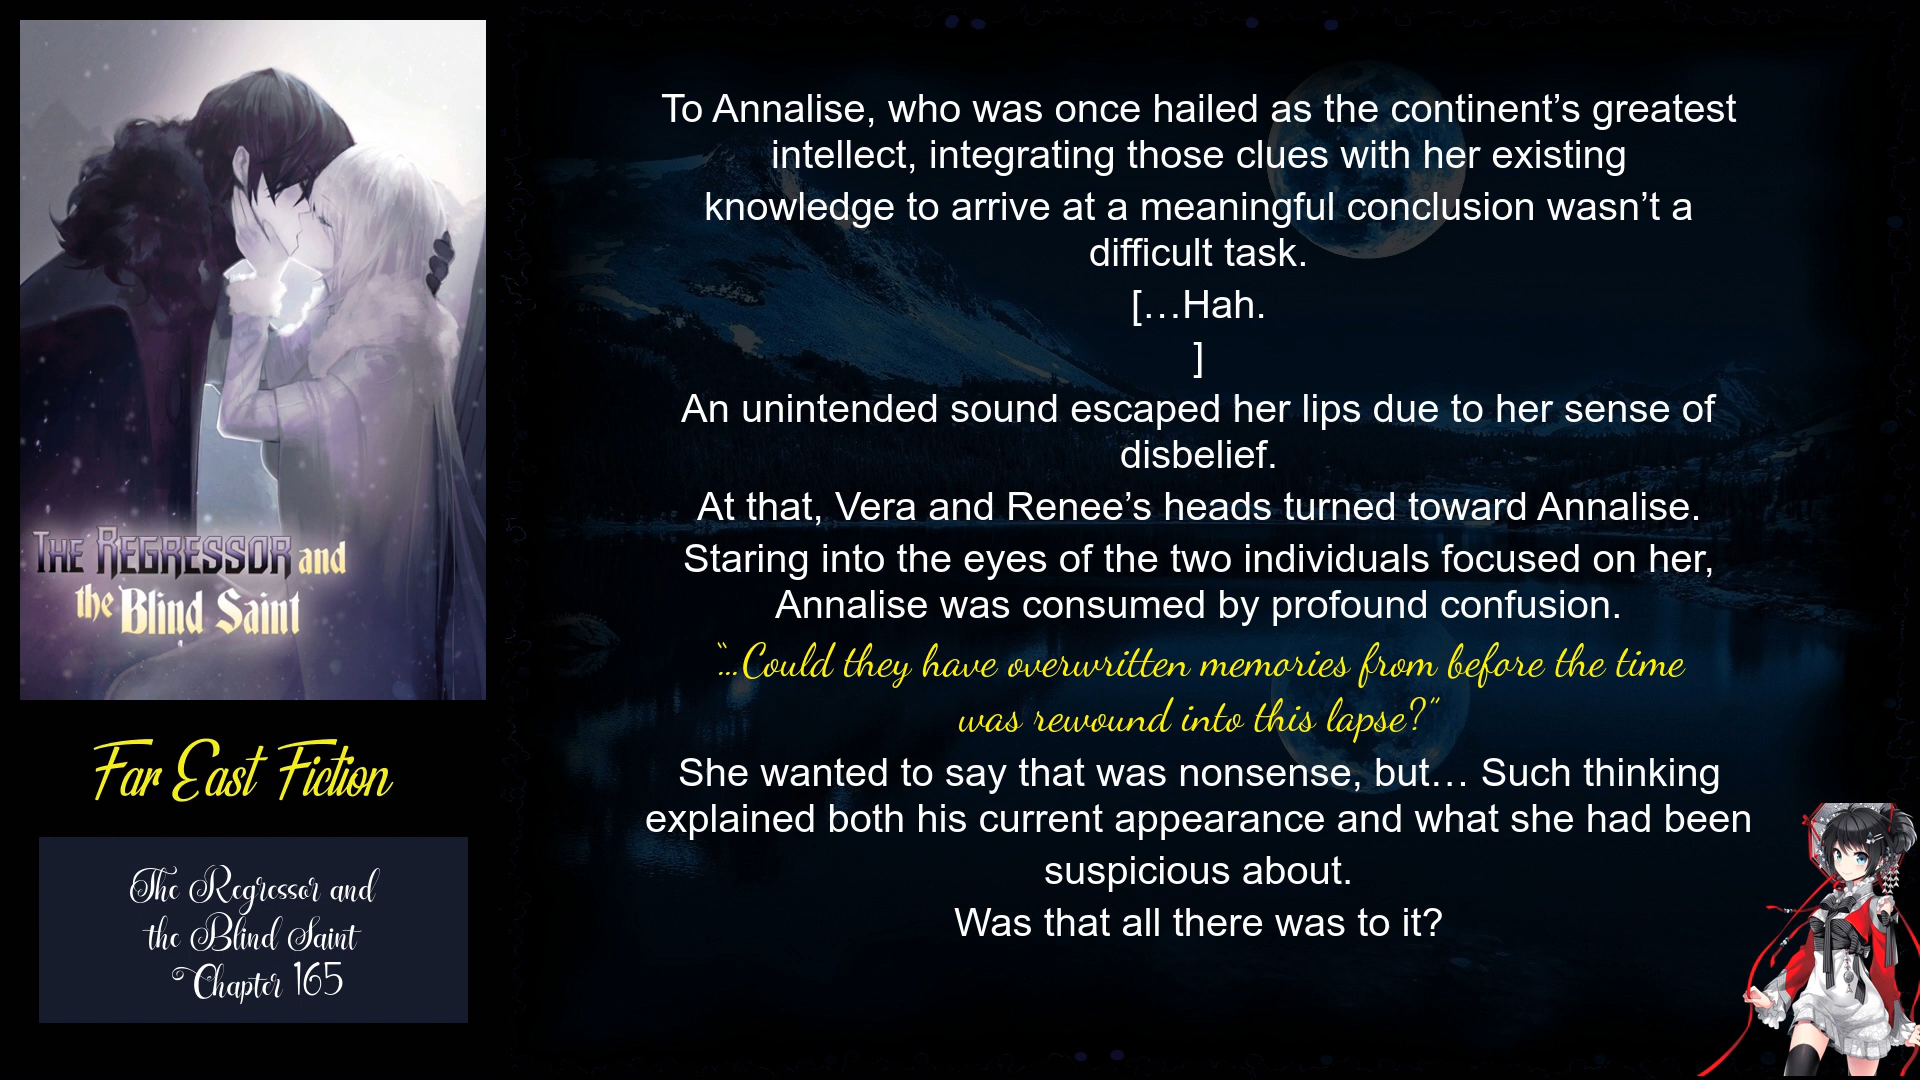 THE REGRESSOR and
the Blind Saint
Far East Fiction
The Regressor and
the Blind Saint
Chapter 165
To Annalise, who was once hailed as the continent’s greatest
intellect, integrating those clues with her existing
knowledge to arrive at a meaningful conclusion wasn’t a
difficult task.
[…Hah.
]
An unintended sound escaped her lips due to her sense of
disbelief.
At that, Vera and Renee’s heads turned toward Annalise.
Staring into the eyes of the two individuals focused on her,
Annalise was consumed by profound confusion.
“…Could they have overwritten memories from before the time
was rewound into this lapse?”
She wanted to say that was nonsense, but… Such thinking
explained both his current appearance and what she had been
suspicious about.
Was that all there was to it?